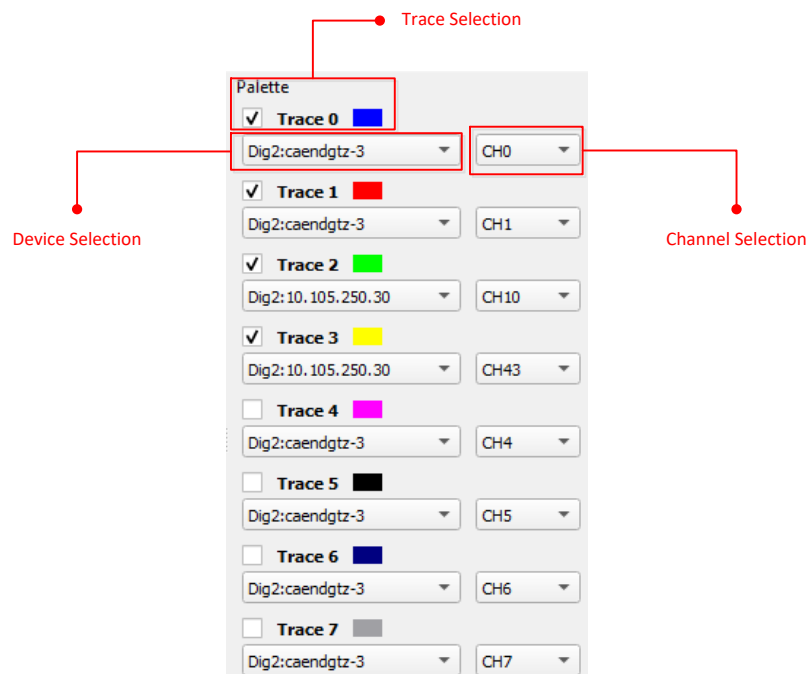 Trace Selection
Palette
Trace 0
Dig2:caendgtz-3 CH0
Trace 1
Device Selection
Dig2:caendgtz-3 CH1
Channel Selection
Trace 2
Dig2:10.105.250.30 CH10
Trace 3
Dig2:10.105.250.30 CH43
Trace 4
Dig2:caendgtz-3 CH4
Trace 5
Dig2:caendgtz-3 CH5
Trace 6
Dig2:caendgtz-3 CH6
Trace 7
Dig2:caendgtz-3 CH7